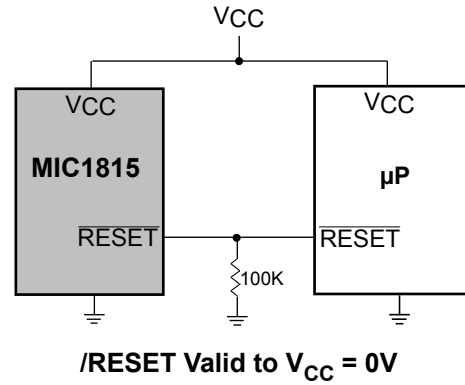 VCC
VCC
VCC
MIC1815
µP
RESET
RESET
100K
/RESET Valid to VCC = 0V